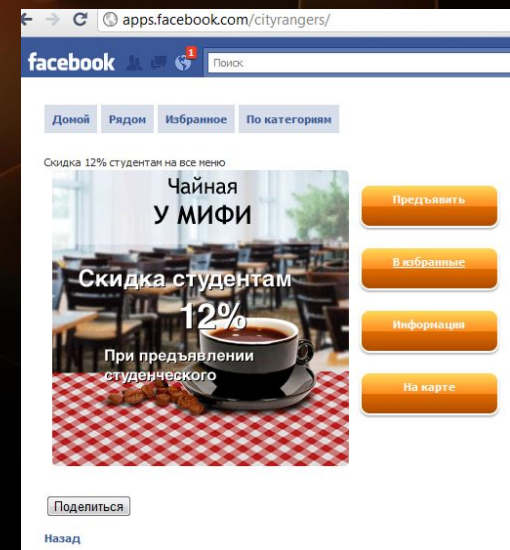 apps.facebook.com/cityrangers/
facebook
1
Поиск
Домой Рядом Избранное По категориям
Скидка 12% студентам на все меню
Чайная
У МИФИ
Скидка студентам
12%
При предъявлении
студенческого
Предъявить
В избранные
Информация
На карте
Поделиться
Назад